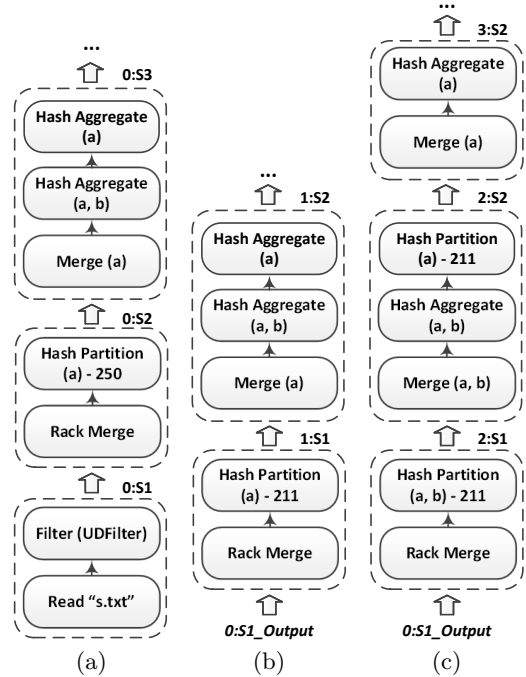 ...
0:S3
Hash Aggregate
(a)
Hash Aggregate
(a, b)
Merge (a)
0:S2
Hash Partition
(a) - 250
Rack Merge
0:S1
Filter (UDFilter)
Read “s.txt”
(a)
...
1:S2
Hash Aggregate
(a)
Hash Aggregate
(a, b)
Merge (a)
1:S1
Hash Partition
(a) - 211
Rack Merge
0:S1_Output
(b)
...
3:S2
Hash Aggregate
(a)
Merge (a)
2:S2
Hash Partition
(a) - 211
Hash Aggregate
(a, b)
Merge (a, b)
2:S1
Hash Partition
(a, b) - 211
Rack Merge
0:S1_Output
(c)